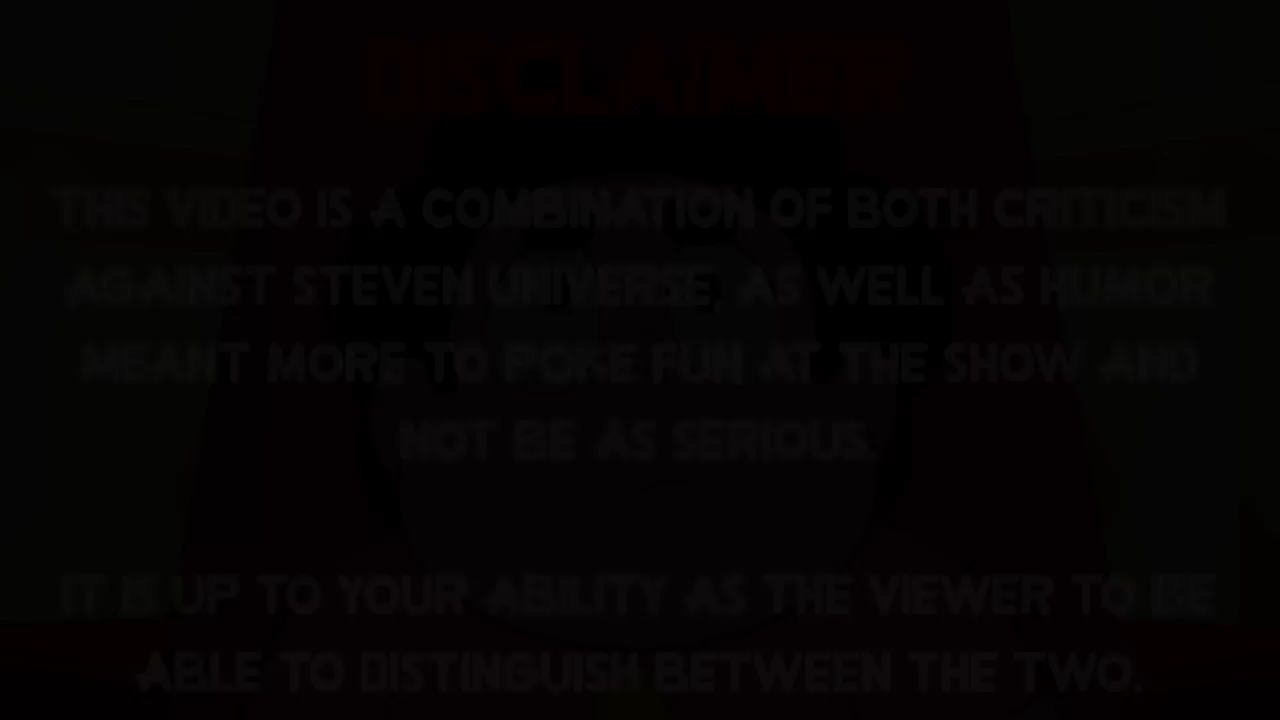 DISCLAIMER
THIS VIDEO IS A COMBINATION OF BOTH CRITICISM
AGAINST STEVEN UNIVERSE, AS WELL AS HUMOR
MEANT MORE TO POKE FUN AT THE SHOW AND
NOT BE AS SERIOUS.
IT IS UP TO YOUR ABILITY AS THE VIEWER TO BE
ABLE TO DISTINGUISH BETWEEN THE TWO.